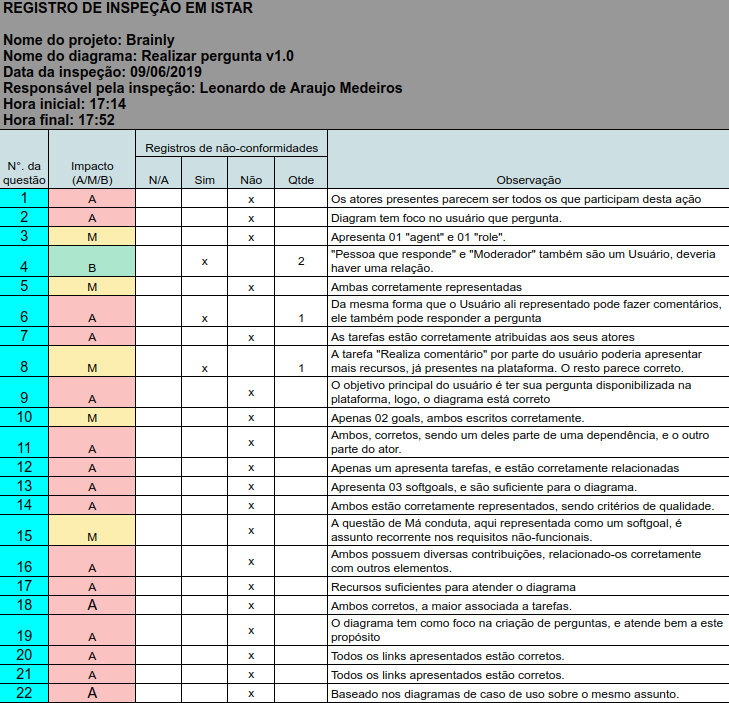 REGISTRO DE INSPEÇÃO EM ISTAR
Nome do projeto: Brainly
Nome do diagrama: Realizar pergunta v1.0
Data da inspeção: 09/06/2019
Responsável pela inspeção: Leonardo de Araujo Medeiros
Hora inicial: 17:14
Hora final: 17:52
N°. da questão Impacto (A/M/B) Registros de não-conformidades Observação
N/A Sim Não Qtde
1 A x Os atores presentes parecem ser todos os que participam desta ação
2 A x Diagram tem foco no usuário que pergunta.
3 M x Apresenta 01 "agent" e 01 "role".
4 B x 2 "Pessoa que responde" e "Moderador" também são um Usuário, deveria
haver uma relação.
5 M x Ambas corretamente representadas
6 A x 1 Da mesma forma que o Usuário ali representado pode fazer comentários,
ele também pode responder a pergunta
7 A x As tarefas estão corretamente atribuidas aos seus atores
8 M x 1 A tarefa "Realiza comentário" por parte do usuário poderia apresentar
mais recursos, já presentes na plataforma. O resto parece correto.
9 A x O objetivo principal do usuário é ter sua pergunta disponibilizada na
plataforma, logo, o diagrama está correto
10 M x Apenas 02 goals, ambos escritos corretamente.
11 A x Ambos, corretos, sendo um deles parte de uma dependência, e o outro
parte do ator.
12 A x Apenas um apresenta tarefas, e estão corretamente relacionadas
13 A x Apresenta 03 softgoals, e são suficiente para o diagrama.
14 A x Ambos estão corretamente representados, sendo critérios de qualidade.
15 M x A questão de Má conduta, aqui representada como um softgoal, é
assunto recorrente nos requisitos não-funcionais.
16 A x Ambos possuem diversas contribuições, relacionado-os corretamente
com outros elementos.
17 A x Recursos suficientes para atender o diagrama
18 A x Ambos corretos, a maior associada a tarefas.
19 A x O diagrama tem como foco na criação de perguntas, e atende bem a este
propósito
20 A x Todos os links apresentados estão corretos.
21 A x Todos os links apresentados estão corretos.
22 A x Baseado nos diagramas de caso de uso sobre o mesmo assunto.